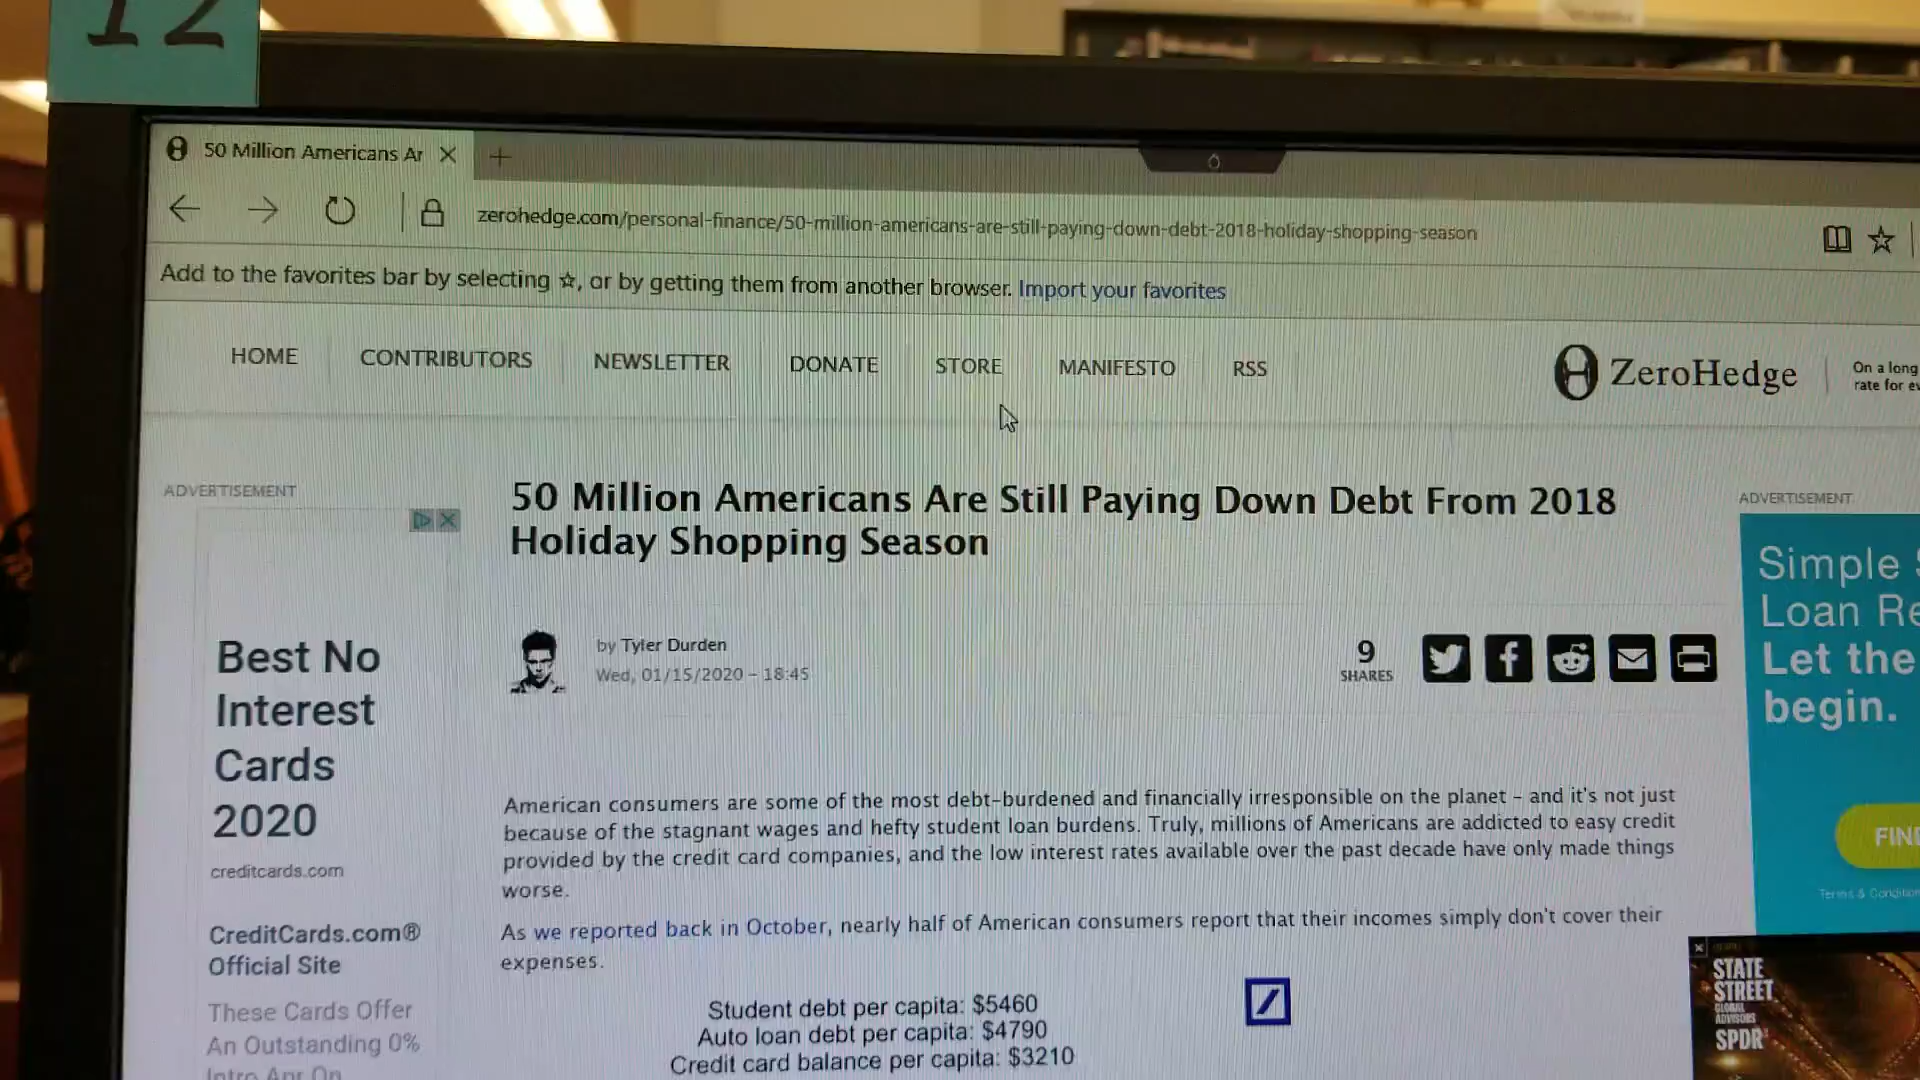 12
50 Million Americans Ar
zerohedge.com/personal-finance/50-million-americans-are-still-paying-down-debt-2018-holiday-shopping-season
Add to the favorites bar by selecting ☆, or by getting them from another browser. Import your favorites
HOME CONTRIBUTORS NEWSLETTER DONATE STORE MANIFESTO RSS
ZeroHedge
On a long
rate for ev
ADVERTISEMENT
50 Million Americans Are Still Paying Down Debt From 2018
Holiday Shopping Season
by Tyler Durden
Wed, 01/15/2020 - 18:45
9
SHARES
Best No
Interest
Cards
2020
creditcards.com
CreditCards.com®
Official Site
These Cards Offer
An Outstanding 0%
Intro Apr On
American consumers are some of the most debt-burdened and financially irresponsible on the planet – and it's not just
because of the stagnant wages and hefty student loan burdens. Truly, millions of Americans are addicted to easy credit
provided by the credit card companies, and the low interest rates available over the past decade have only made things
worse.
As we reported back in October, nearly half of American consumers report that their incomes simply don't cover their
expenses.
Student debt per capita: $5460
Auto loan debt per capita: $4790
Credit card balance per capita: $3210
ADVERTISEMENT
Simple
Loan Re
Let the
begin.
FIND
Terms & Condition
STATE
STREET
GLOBAL
ADVISORS
SPDR